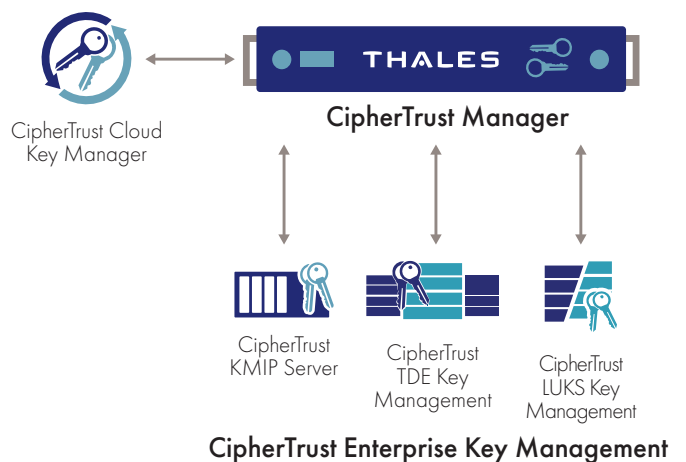 THALES
CipherTrust Manager
CipherTrust Cloud
Key Manager
CipherTrust
KMIP Server
CipherTrust
TDE Key
Management
CipherTrust
LUKS Key
Management
CipherTrust Enterprise Key Management